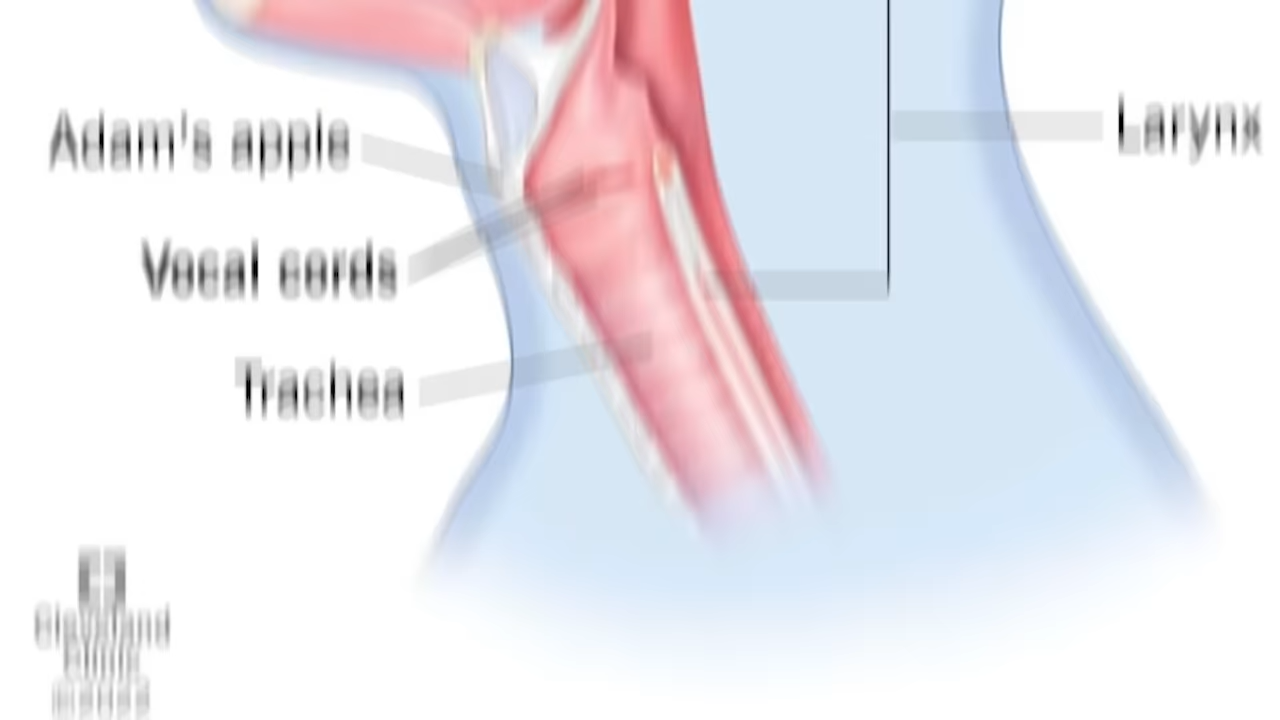 Adam's apple
Larynx
Vocal cords
Trachea
Cleveland
Clinic